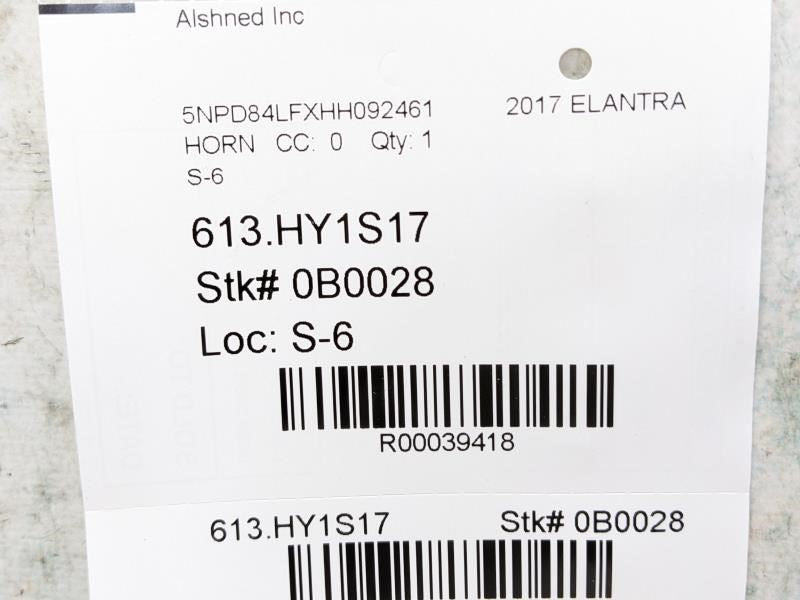 Alshned Inc
5NPD84LFXHH092461 2017 ELANTRA
HORN CC: 0 Qty: 1
S-6
613.HY1S17
Stk# 0B0028
Loc: S-6
R00039418
613.HY1S17 Stk# 0B0028